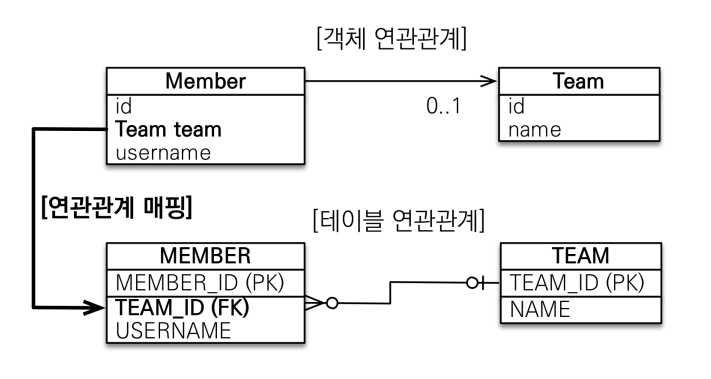 [객체 연관관계]
Member
Team
id
Team team
username
0..1
id
name
[연관관계 매핑]
[테이블 연관관계]
MEMBER
TEAM
MEMBER_ID (PK)
TEAM_ID (FK)
USERNAME
TEAM_ID (PK)
NAME